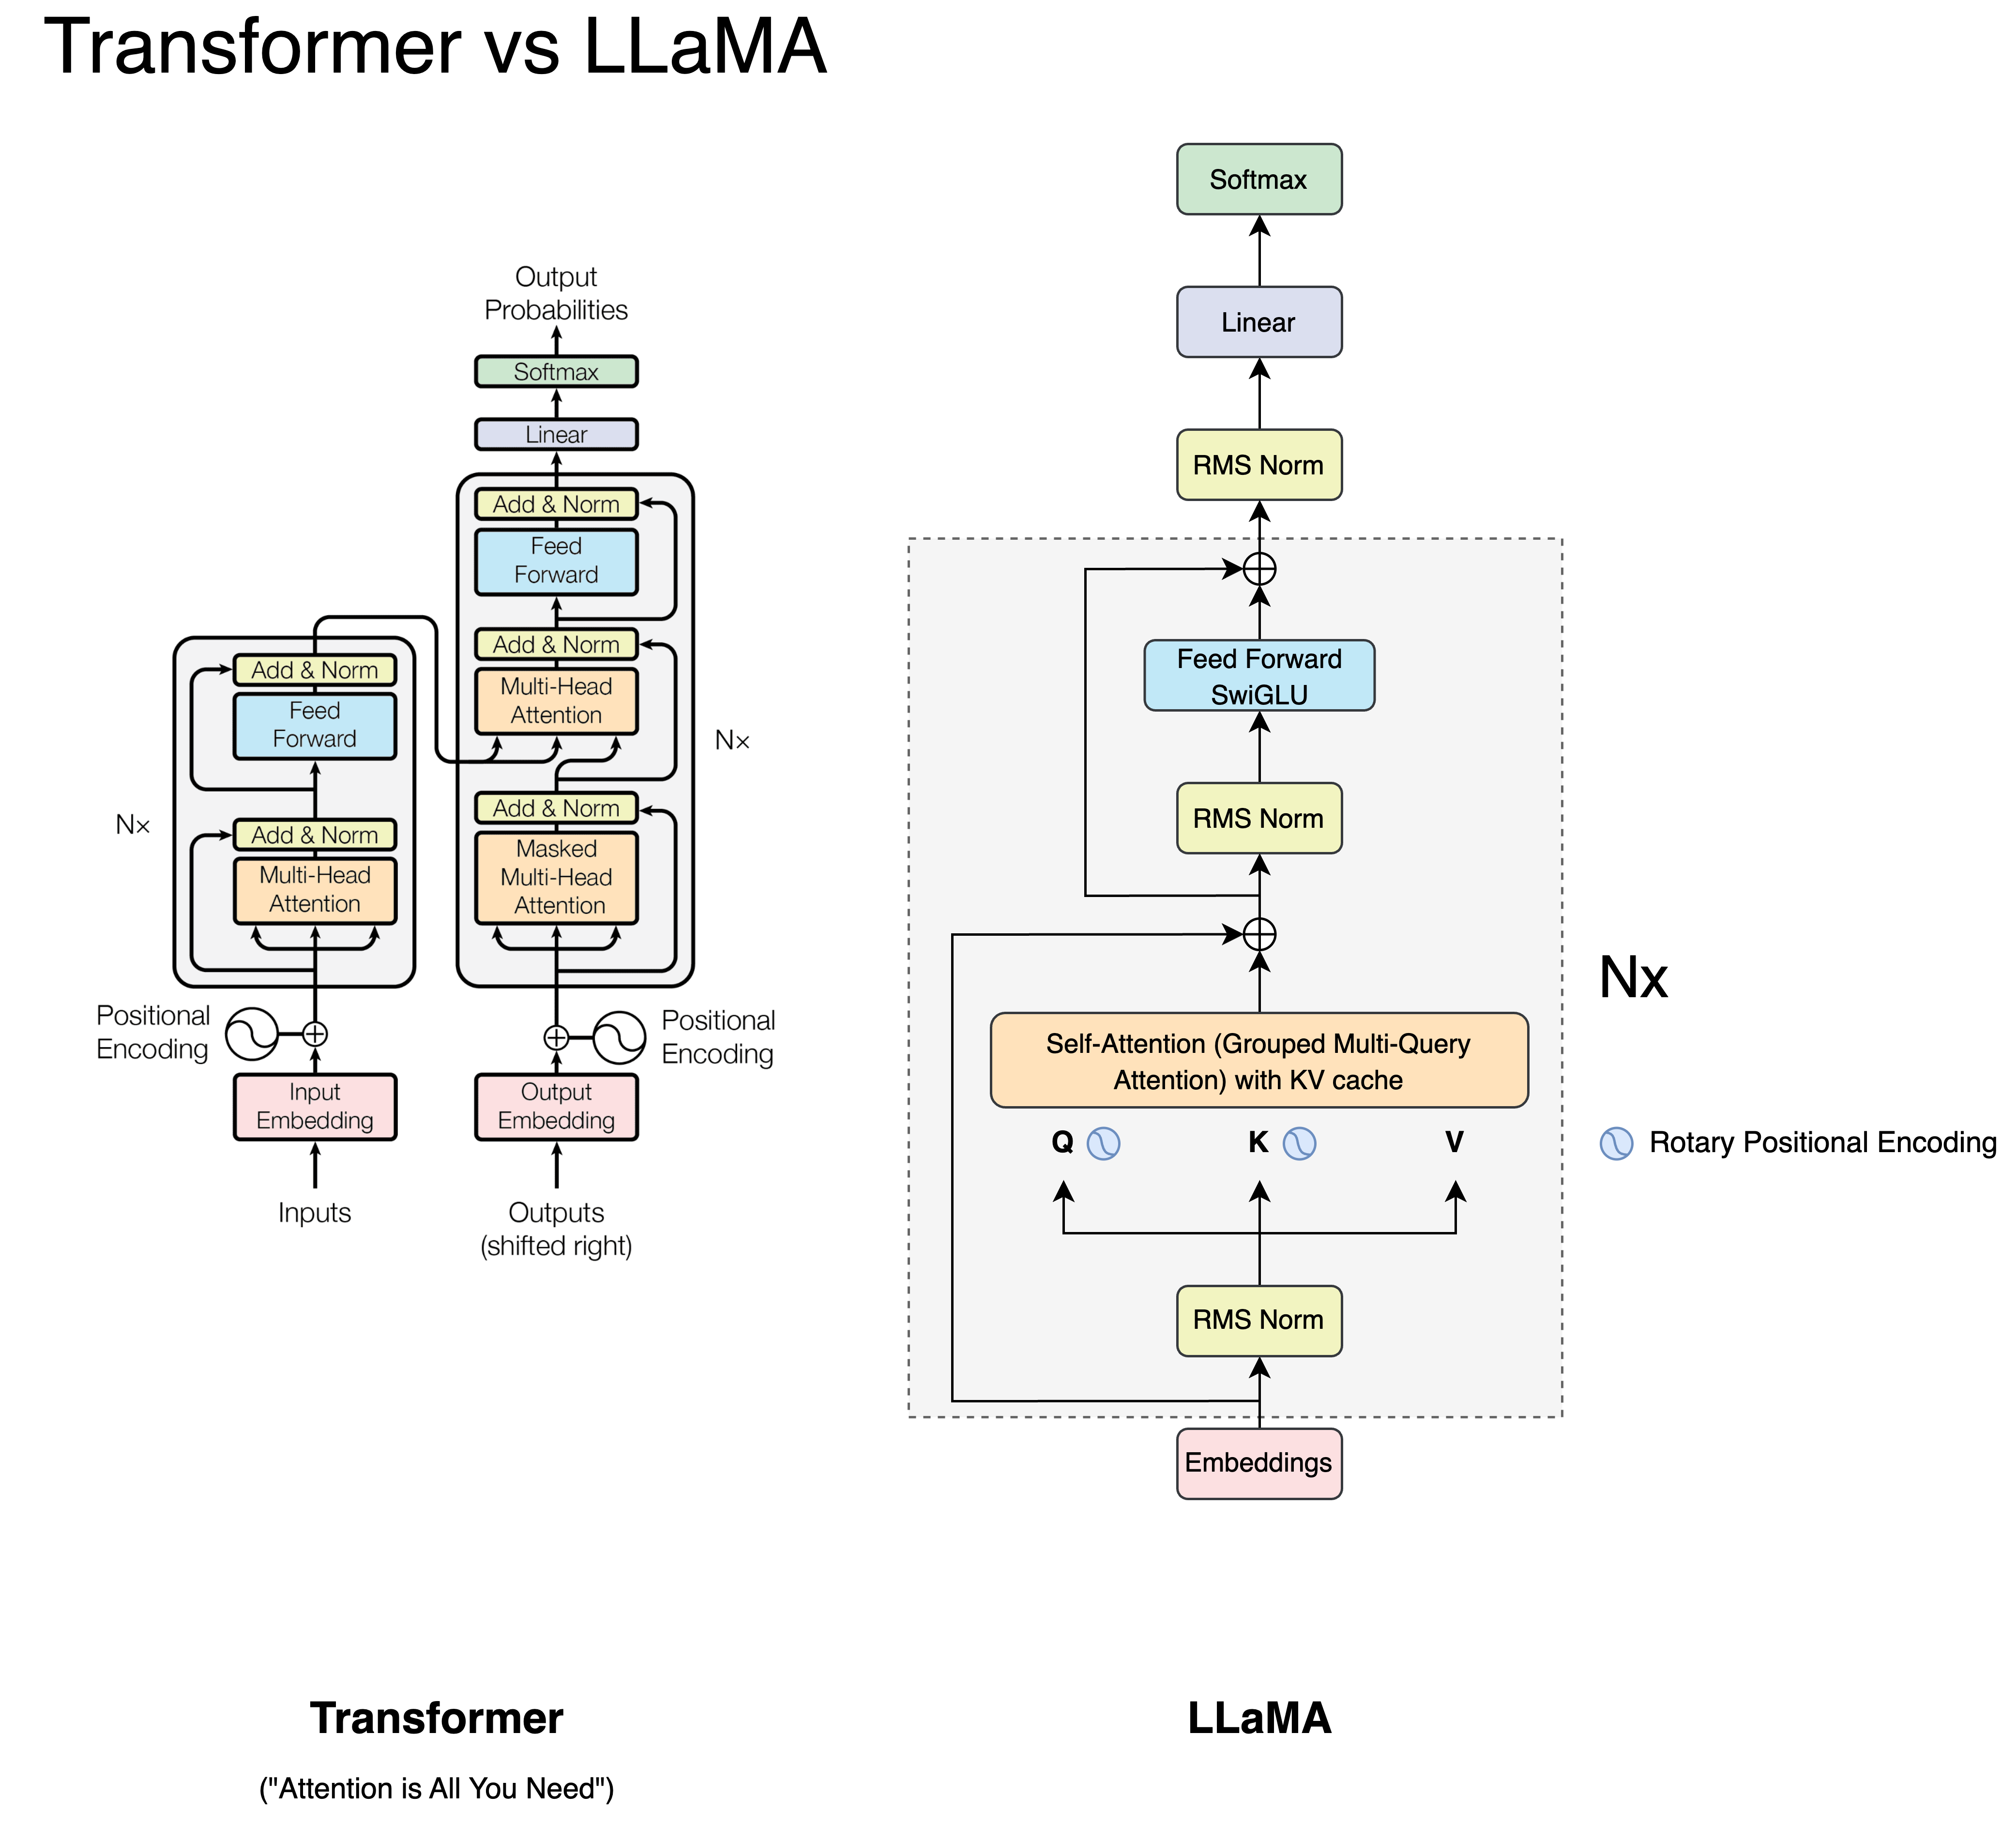 Transformer vs LLaMA
Output
Probabilities
Softmax
Linear
Add & Norm
Feed
Forward
Add & Norm
Multi-Head
Attention
Add & Norm
Masked
Multi-Head
Attention
Nx
Positional
Encoding
Output
Embedding
Outputs
(shifted right)
Add & Norm
Feed
Forward
Add & Norm
Multi-Head
Attention
Nx
Positional
Encoding
Input
Embedding
Inputs
Transformer
("Attention is All You Need")
Softmax
Linear
RMS Norm
Feed Forward
SwiGLU
RMS Norm
Self-Attention (Grouped Multi-Query
Attention) with KV cache
Q
K
V
RMS Norm
Embeddings
Nx
Rotary Positional Encoding
LLaMA